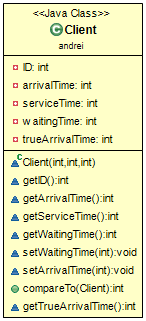 <<Java Class>>
Client
andrei
ID: int
arrivalTime: int
serviceTime: int
waitingTime: int
trueArrivalTime: int
Client(int,int,int)
getID():int
getArrivalTime():int
getServiceTime():int
getWaitingTime():int
setWaitingTime(int):void
setArrivalTime(int):void
compareTo(Client):int
getTrueArrivalTime():int